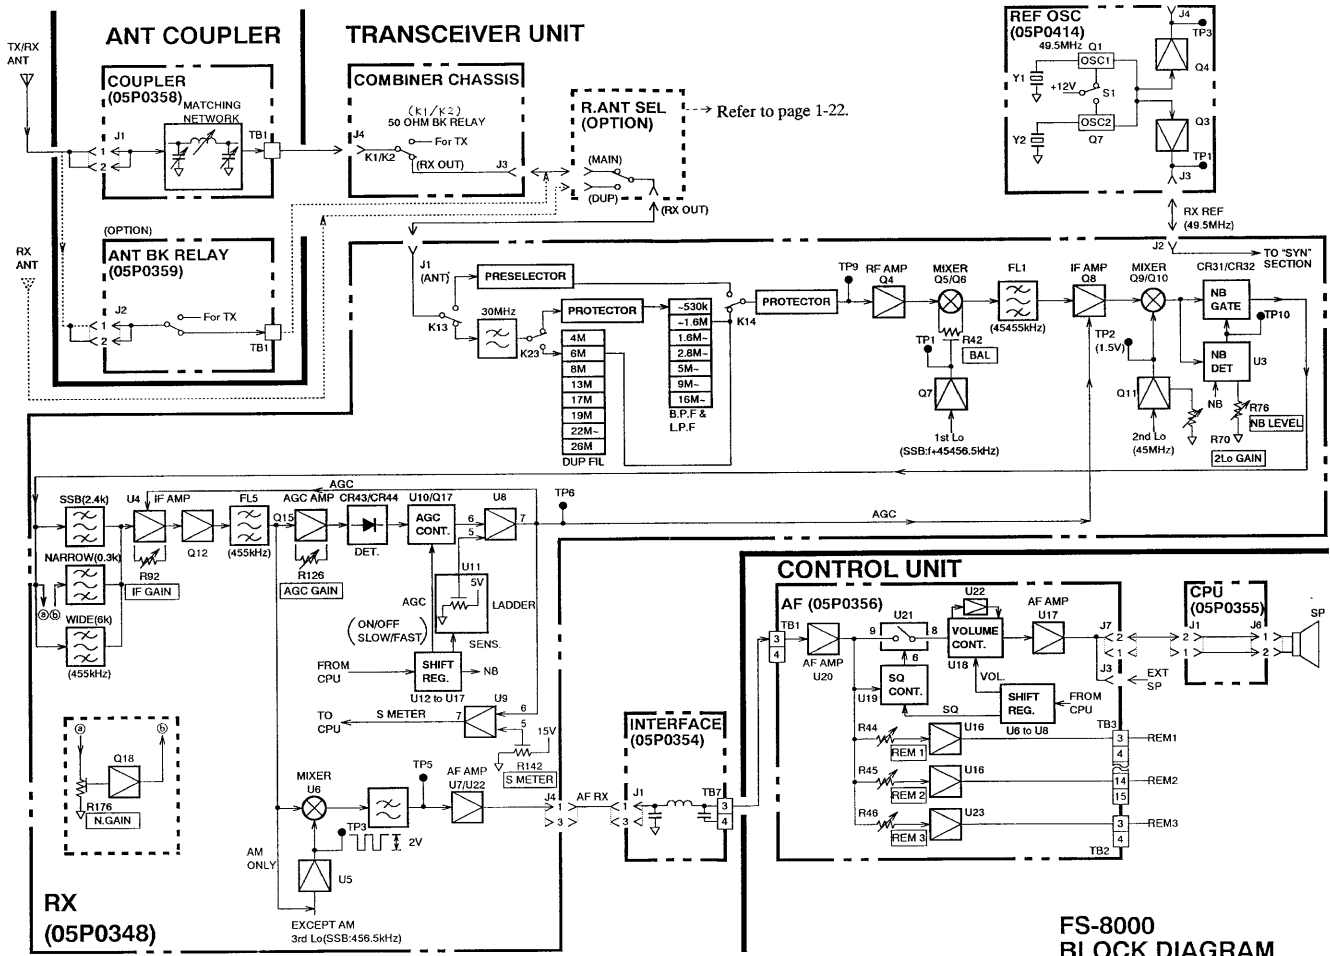 ANT COUPLER
TRANSCEIVER UNIT
TX/RX
ANT
COUPLER
(05P0358)
MATCHING
NETWORK
J1
1
2
TB1
COMBINER CHASSIS
(K1/K2)
50 OHM BK RELAY
J4
For TX
K1/K2
(RX OUT)
J3
R.ANT SEL
(OPTION)
Refer to page 1-22.
(MAIN)
(DUP)
(RX OUT)
REF OSC
(05P0414)
49.5MHz
Q1
OSC1
Y1
+12V
S1
OSC2
Y2
Q7
J4
TP3
Q4
Q3
TP1
J3
RX REF
(49.5MHz)
J2
TO "SYN"
SECTION
(OPTION)
RX
ANT
ANT BK RELAY
(05P0359)
J2
1
2
For TX
TB1
J1
(ANT)
PRESELECTOR
K13
30MHz
K23
PROTECTOR
4M
6M
8M
13M
17M
19M
22M~
26M
DUP FIL
~530k
~1.6M
1.6M~
2.8M~
5M~
9M~
16M~
B.P.F &
L.P.F
K14
PROTECTOR
TP9
RF AMP
Q4
MIXER
Q5/Q6
FL1
(45455kHz)
IF AMP
Q8
MIXER
Q9/Q10
CR31/CR32
NB
GATE
TP10
TP1
R42
BAL
Q7
1st Lo
(SSB:f+45456.5kHz)
TP2
(1.5V)
Q11
2nd Lo
(45MHz)
NB
DET
U3
NB
R76
NB LEVEL
R70
2Lo GAIN
SSB(2.4k)
NARROW(0.3k)
WIDE(6k)
(455kHz)
ⓐ ⓑ
AGC
U4
IF AMP
R92
IF GAIN
Q12
FL5
(455kHz)
Q15
AGC AMP
R126
AGC GAIN
CR43/CR44
DET.
U10/Q17
AGC
CONT.
6
5
U8
7
TP6
AGC
U11
5V
LADDER
AGC
(ON/OFF
SLOW/FAST)
SENS.
FROM
CPU
SHIFT
REG.
NB
U12 to U17
TO
CPU
S METER
7
U9
6
5
15V
R142
S METER
ⓐ
ⓑ
Q18
R176
N.GAIN
MIXER
U6
TP5
AF AMP
U7/U22
TP3
2V
U5
AM
ONLY
EXCEPT AM
3rd Lo(SSB:456.5kHz)
J4
1
3
AF RX
RX
(05P0348)
INTERFACE
(05P0354)
J1
1
3
TB7
3
4
CONTROL UNIT
AF (05P0356)
TB1
3
4
AF AMP
U20
U21
9
8
6
SQ
CONT.
U19
U22
VOLUME
CONT.
U18
VOL.
AF AMP
U17
SHIFT
REG.
SQ
U6 to U8
FROM
CPU
R44
REM 1
U16
R45
REM 2
U16
R46
REM 3
U23
J7
2
1
J3
EXT
SP
TB3
3
4
REM1
14
15
REM2
3
4
REM3
TB2
CPU
(05P0355)
J1
2
1
J6
1
2
SP
FS-8000
BLOCK DIAGRAM